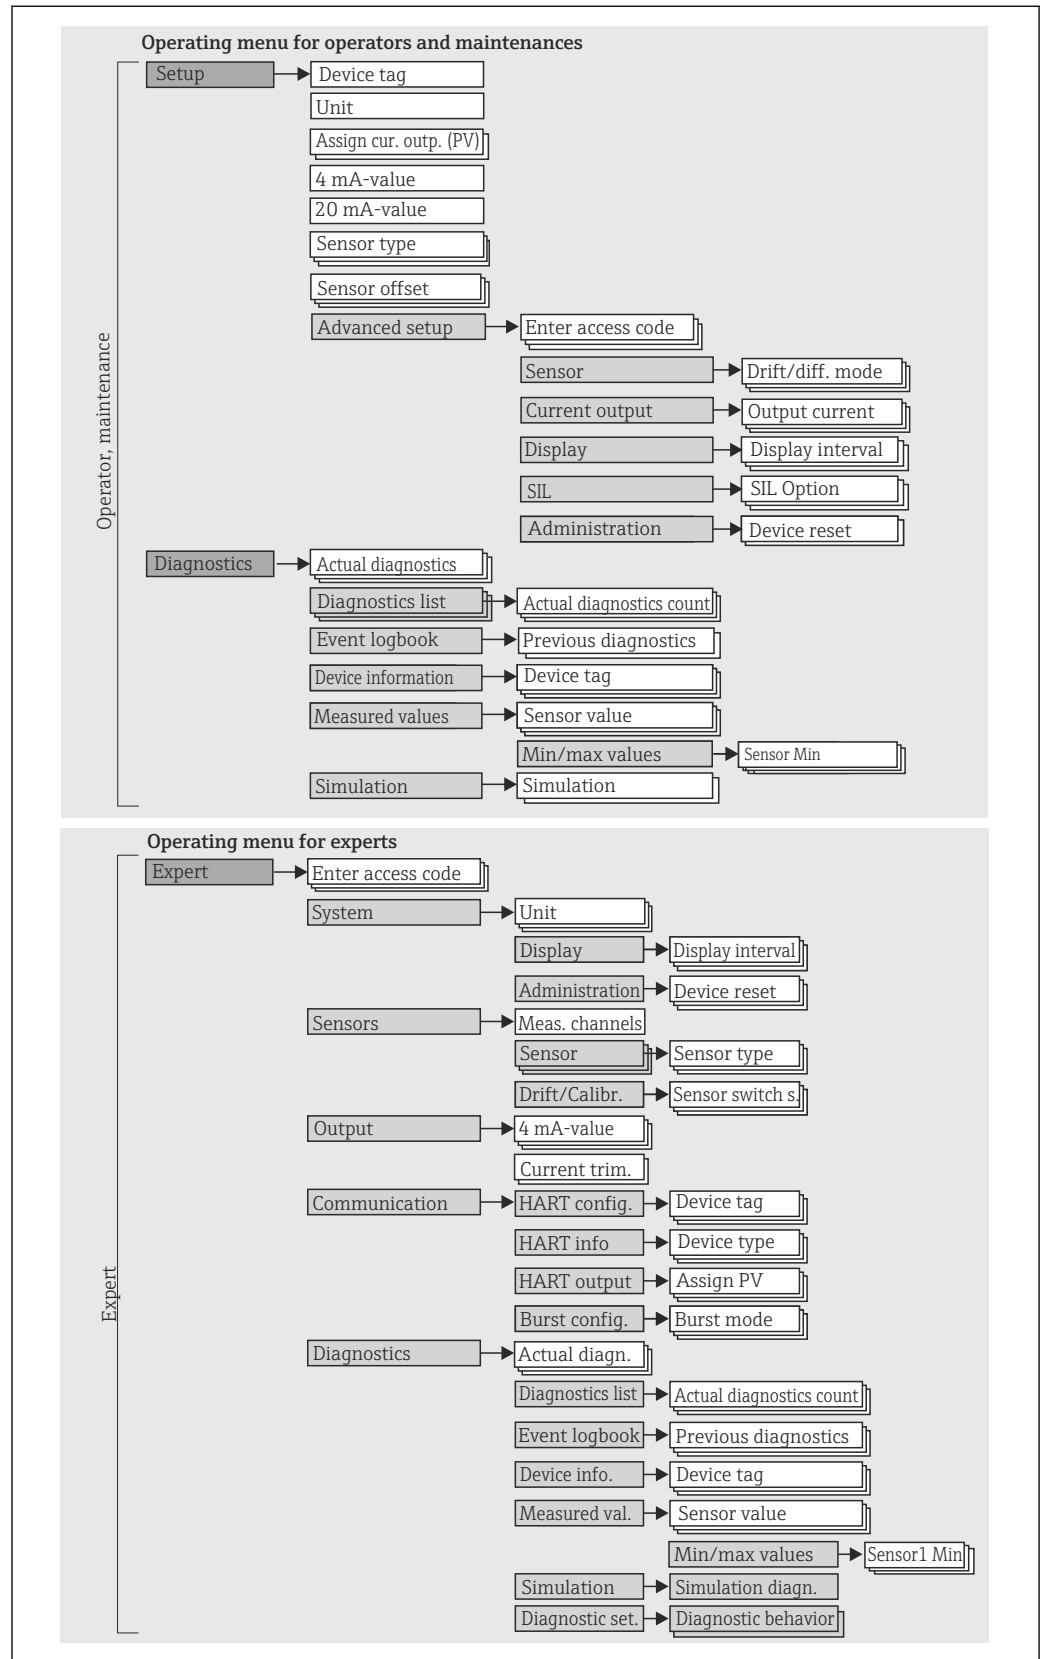 Operating menu for operators and maintenances
Setup
Device tag
Unit
Assign cur. outp. (PV)
4 mA-value
20 mA-value
Sensor type
Sensor offset
Advanced setup
Enter access code
Sensor
Drift/diff. mode
Current output
Output current
Display
Display interval
SIL
SIL Option
Administration
Device reset
Operator, maintenance
Diagnostics
Actual diagnostics
Diagnostics list
Actual diagnostics count
Event logbook
Previous diagnostics
Device information
Device tag
Measured values
Sensor value
Min/max values
Sensor Min
Simulation
Simulation
Operating menu for experts
Expert
Enter access code
System
Unit
Display
Display interval
Administration
Device reset
Sensors
Meas. channels
Sensor
Sensor type
Drift/Calibr.
Sensor switch s.
Output
4 mA-value
Current trim.
Communication
HART config.
Device tag
HART info
Device type
HART output
Assign PV
Burst config.
Burst mode
Expert
Diagnostics
Actual diagn.
Diagnostics list
Actual diagnostics count
Event logbook
Previous diagnostics
Device info.
Device tag
Measured val.
Sensor value
Min/max values
Sensor1 Min
Simulation
Simulation diagn.
Diagnostic set.
Diagnostic behavior